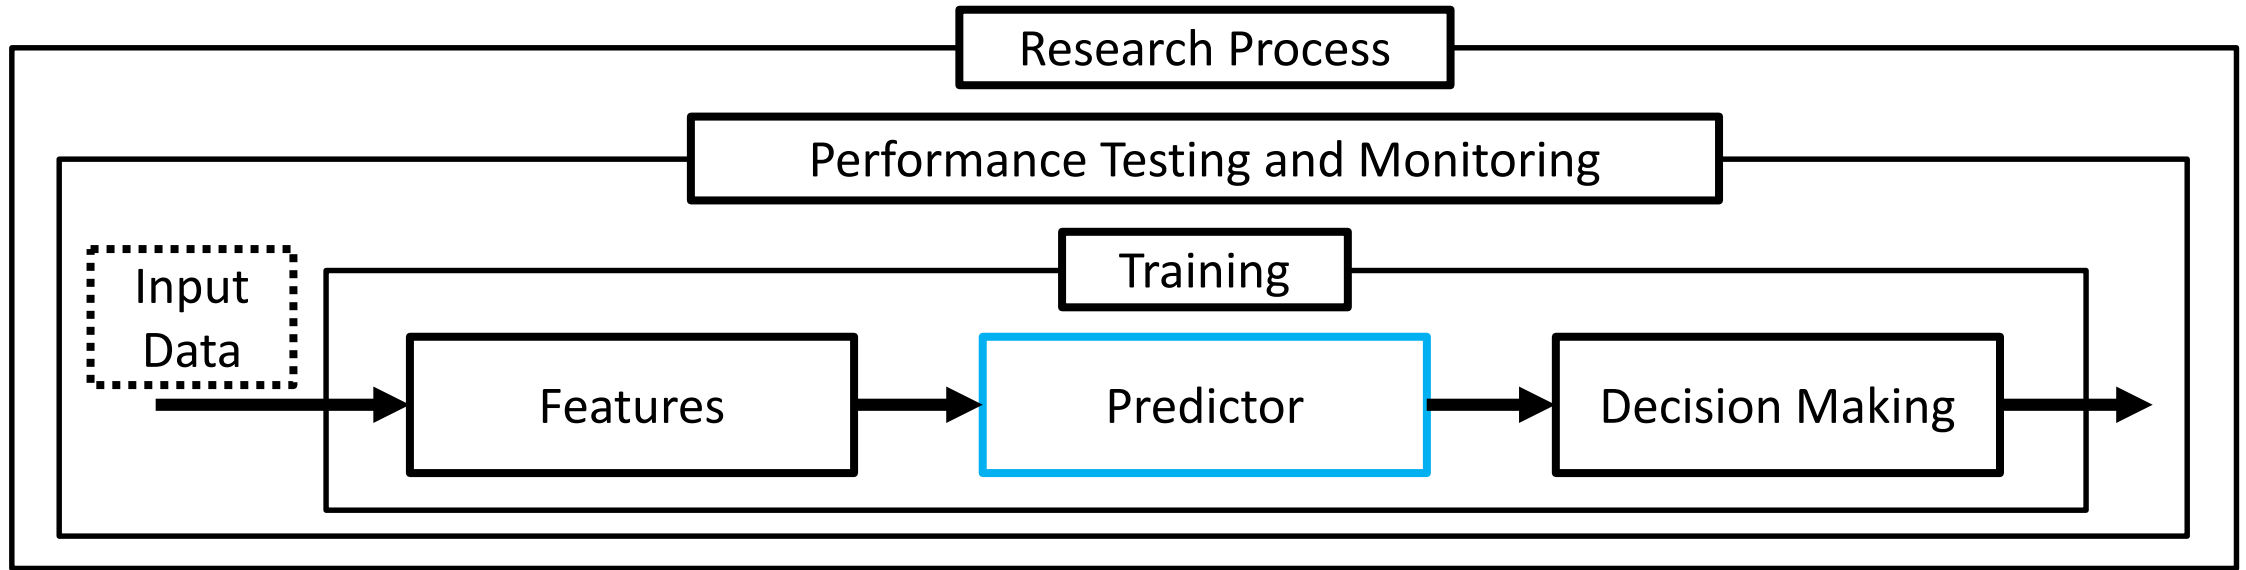 Research Process
Performance Testing and Monitoring
Training
Input
Data
Features
Predictor
Decision Making